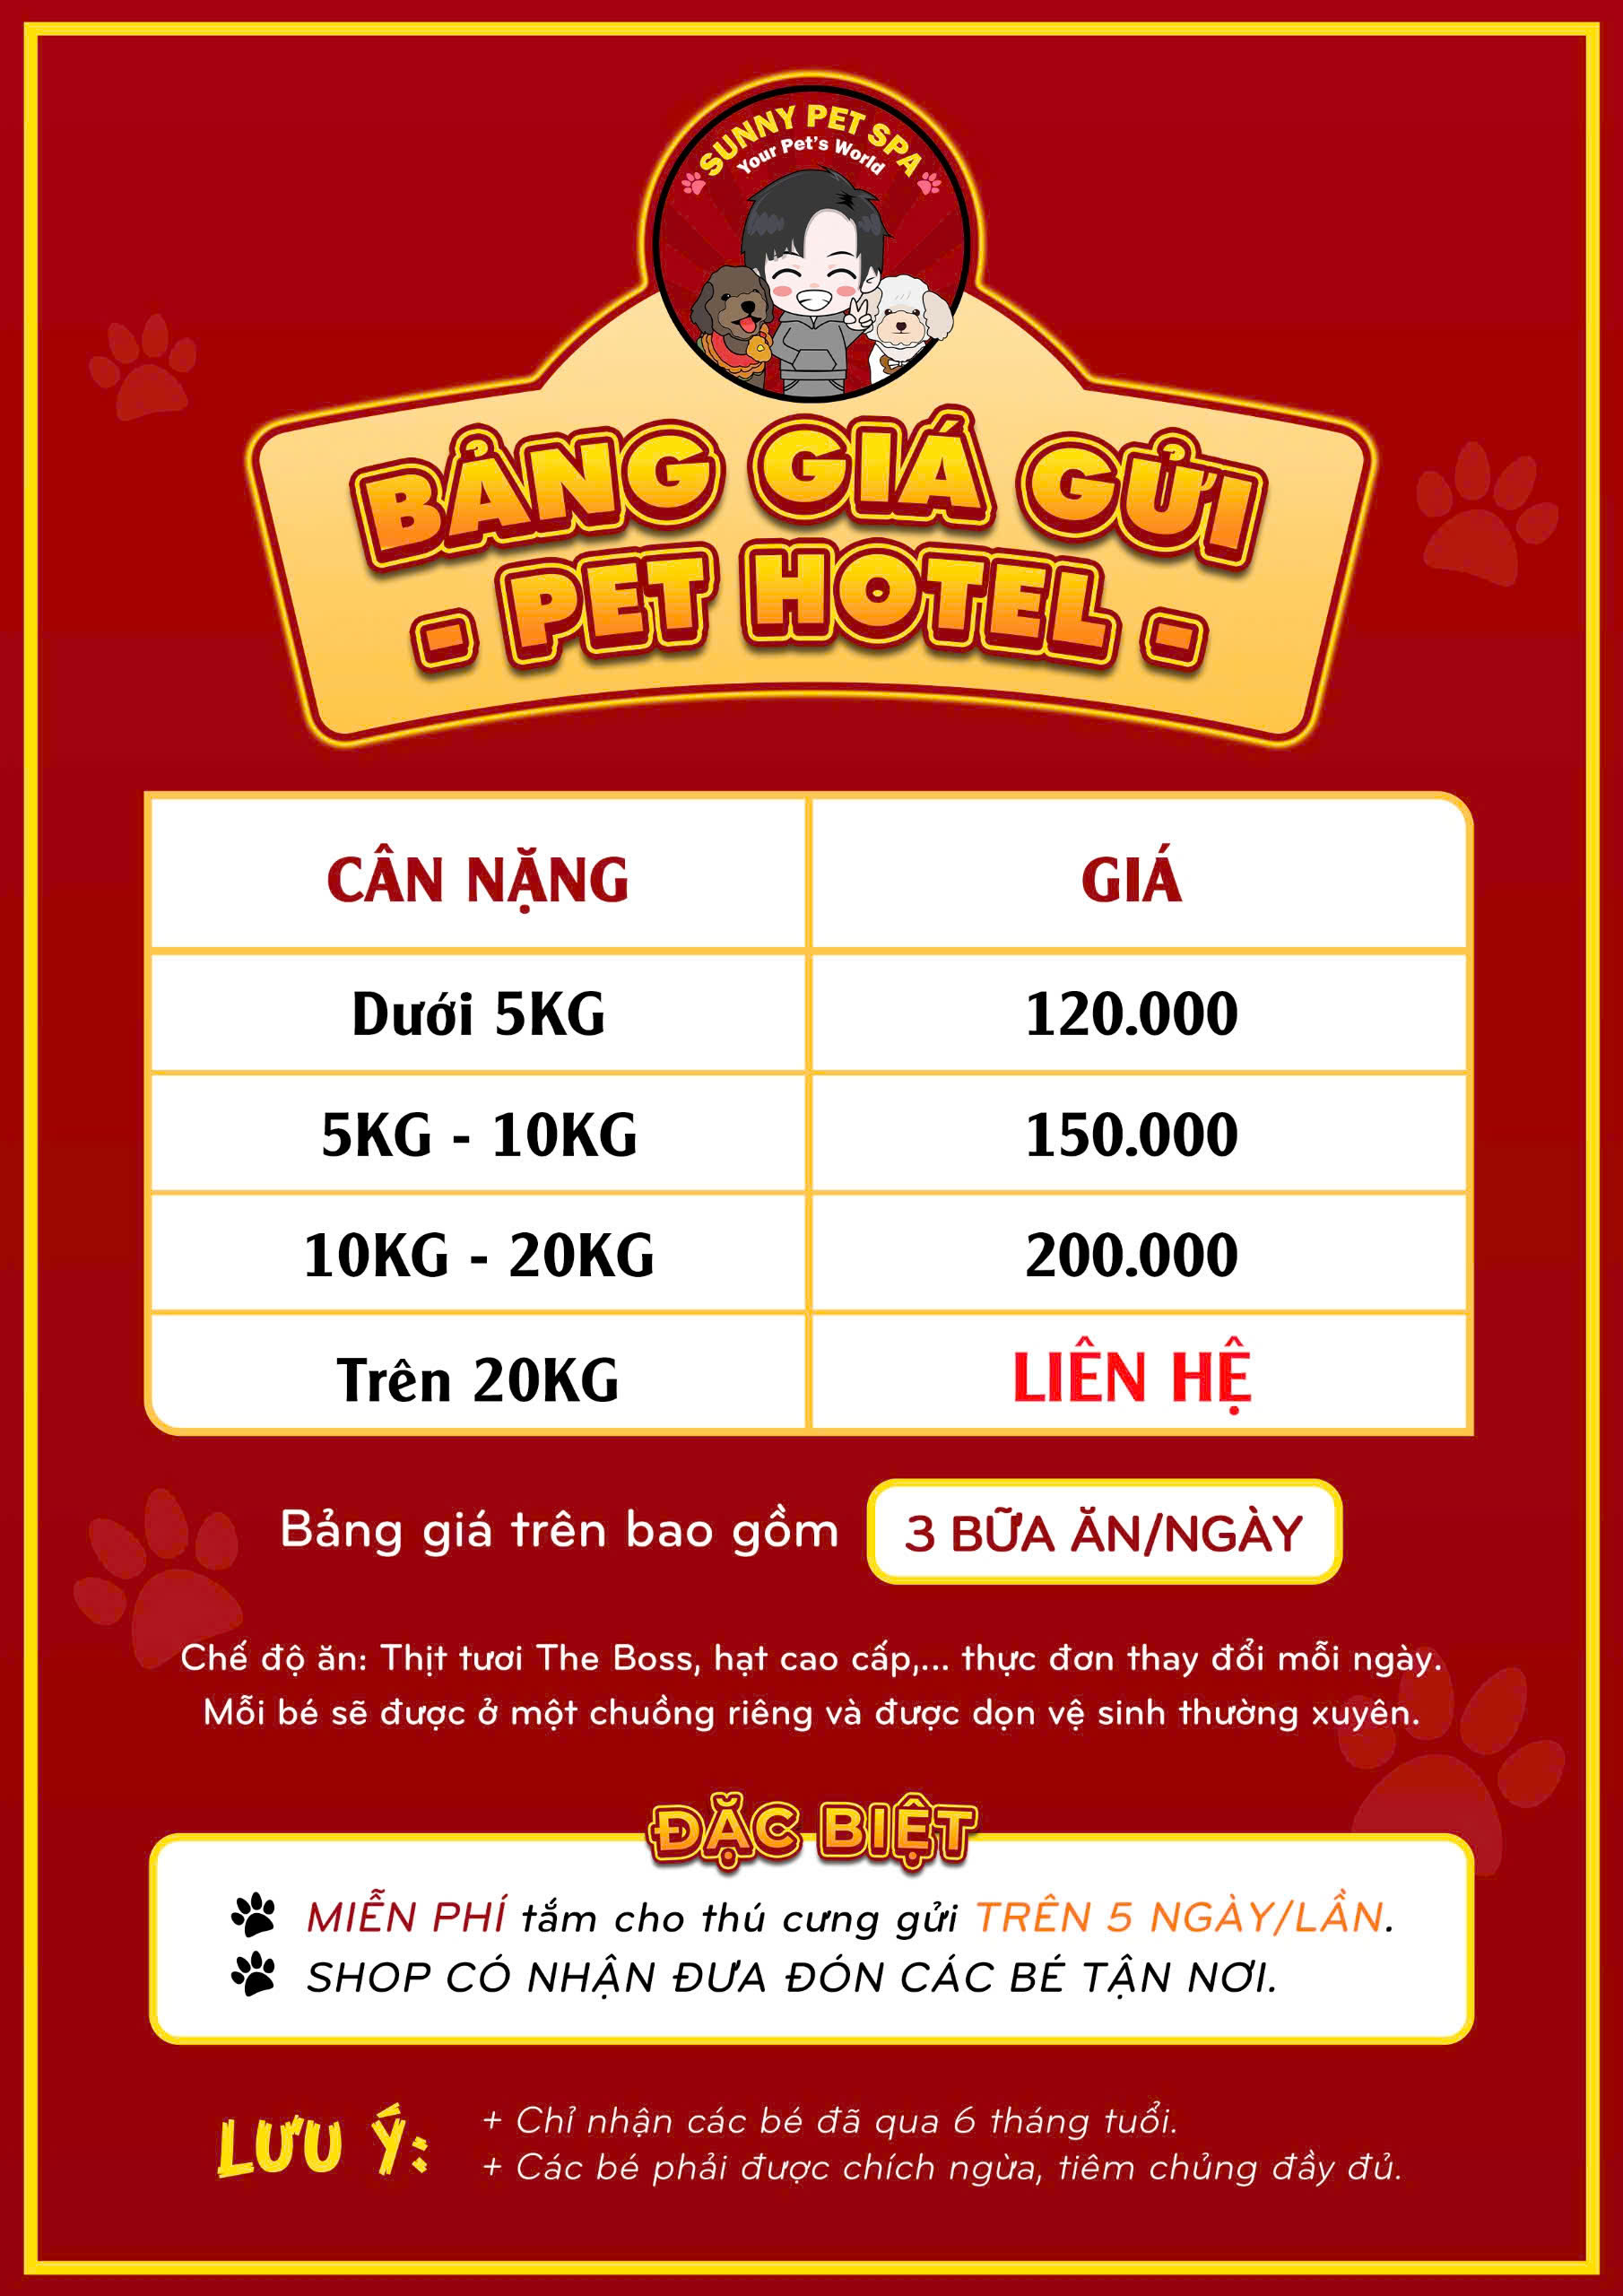 SUNNY PET SPA
Your Pet's World
BẢNG GIÁ GỬI
- PET HOTEL -
CÂN NẶNG GIÁ
Dưới 5KG 120.000
5KG - 10KG 150.000
10KG - 20KG 200.000
Trên 20KG LIÊN HỆ
Bảng giá trên bao gồm 3 BỮA ĂN/NGÀY
Chế độ ăn: Thịt tươi The Boss, hạt cao cấp,... thực đơn thay đổi mỗi ngày.
Mỗi bé sẽ được ở một chuồng riêng và được dọn vệ sinh thường xuyên.
ĐẶC BIỆT
MIỄN PHÍ tắm cho thú cưng gửi TRÊN 5 NGÀY/LẦN.
SHOP CÓ NHẬN ĐƯA ĐÓN CÁC BÉ TẬN NƠI.
LƯU Ý:
+ Chỉ nhận các bé đã qua 6 tháng tuổi.
+ Các bé phải được chích ngừa, tiêm chủng đầy đủ.